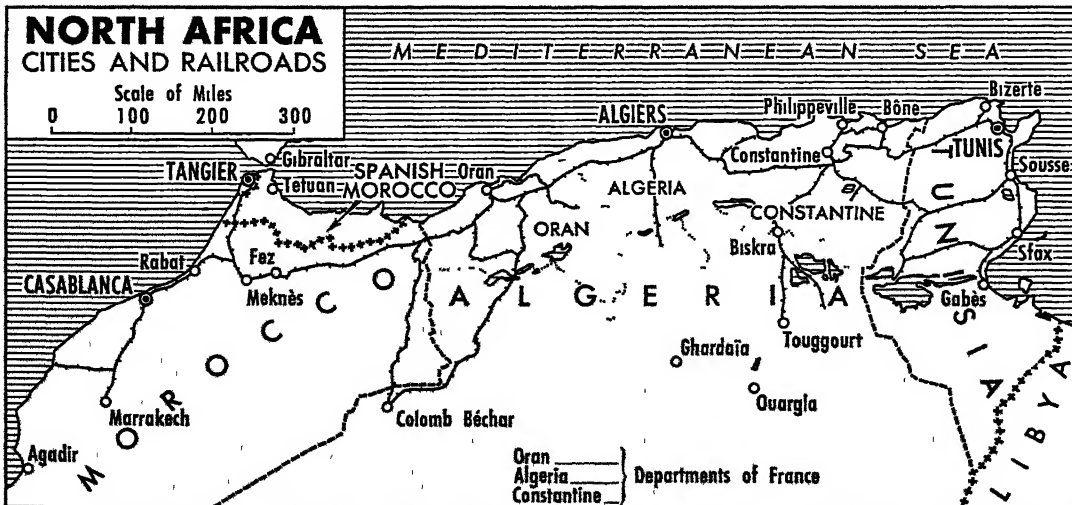 NORTH AFRICA
CITIES AND RAILROADS
Scale of Miles
0 100 200 300
MEDITERRANEAN SEA
Bizerte
Philippeville
Bône
ALGIERS
TUNIS
Constantine
Gibraltar
TANGIER
SPANISH
MOROCCO
Oran
Tetuan
Sousse
ALGERIA
CONSTANTINE
ORAN
Biskra
Rabat
Fez
Sfax
CASABLANCA
Meknès
Gabès
MOROCCO
ALGERIA
TUNISIA
Touggourt
Ghardaïa
Marrakech
Colomb Béchar
Ouargla
LIBYA
Agadir
Oran
Algeria
Constantine
Departments of France